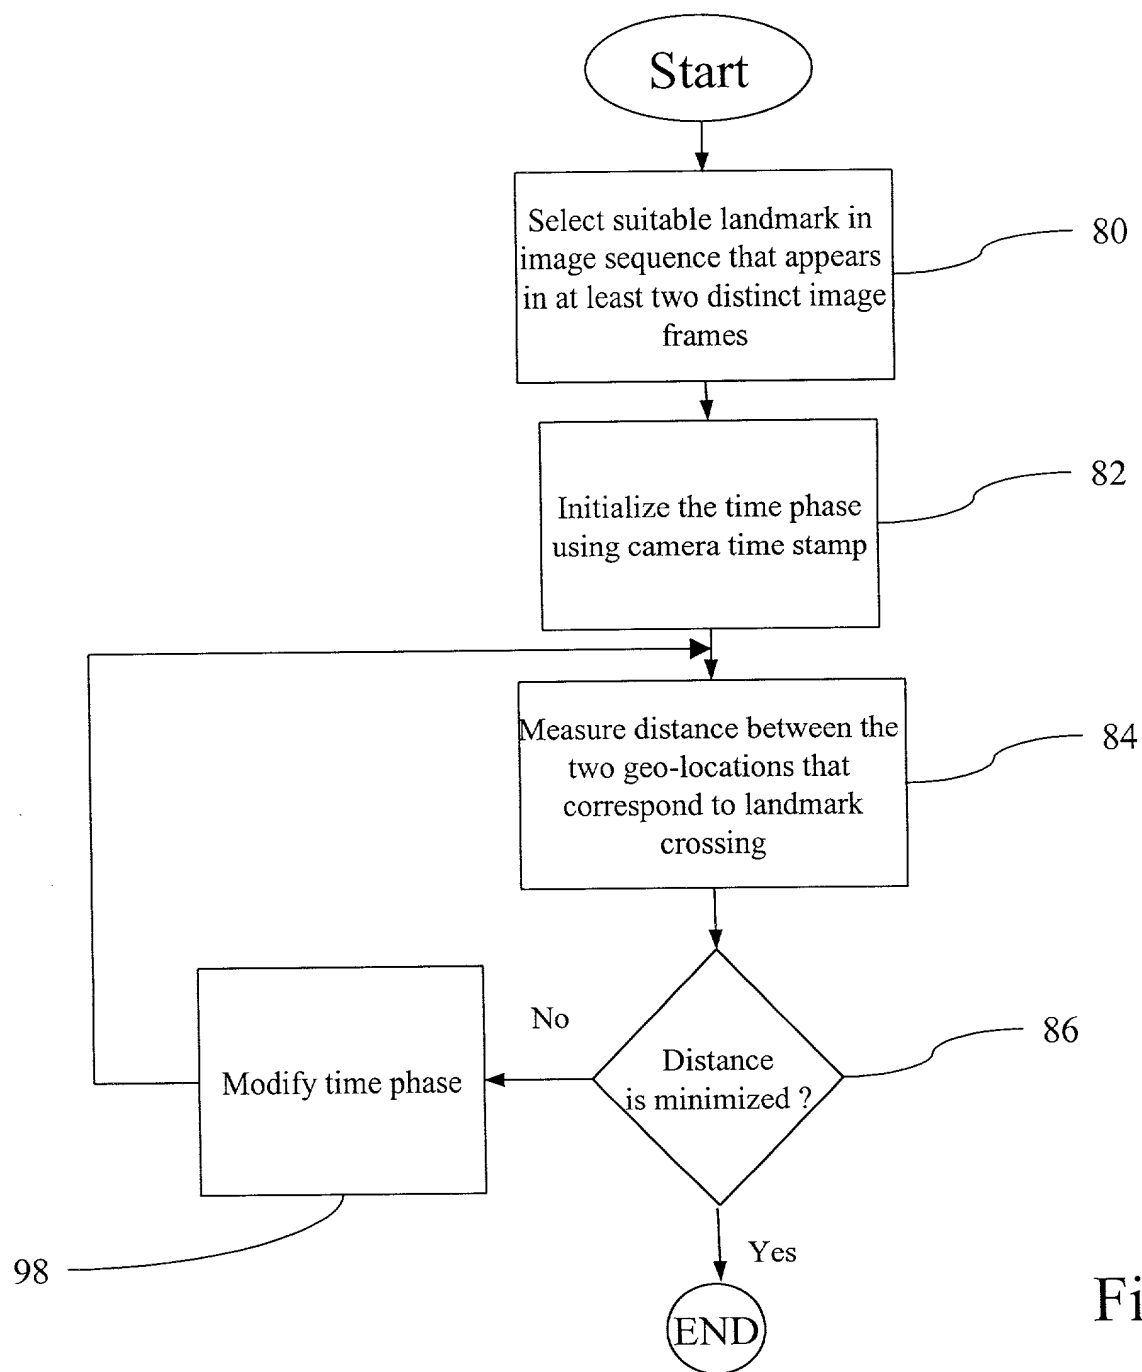 Start
Select suitable landmark in
image sequence that appears
in at least two distinct image
frames
80
Initialize the time phase
using camera time stamp
82
Measure distance between the
two geo-locations that
correspond to landmark
crossing
84
No
Distance
is minimized ?
86
Modify time phase
98
Yes
END
Fi